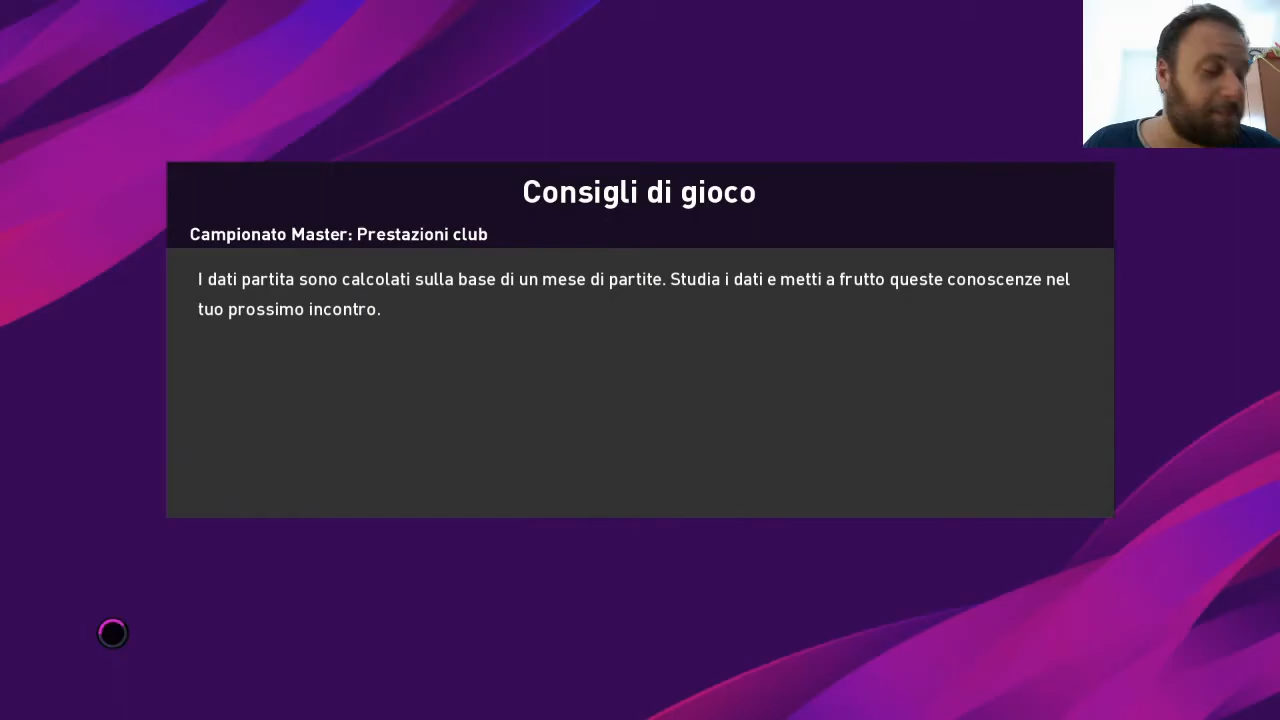 Consigli di gioco
Campionato Master: Prestazioni club
I dati partita sono calcolati sulla base di un mese di partite. Studia i dati e metti a frutto queste conoscenze nel
tuo prossimo incontro.